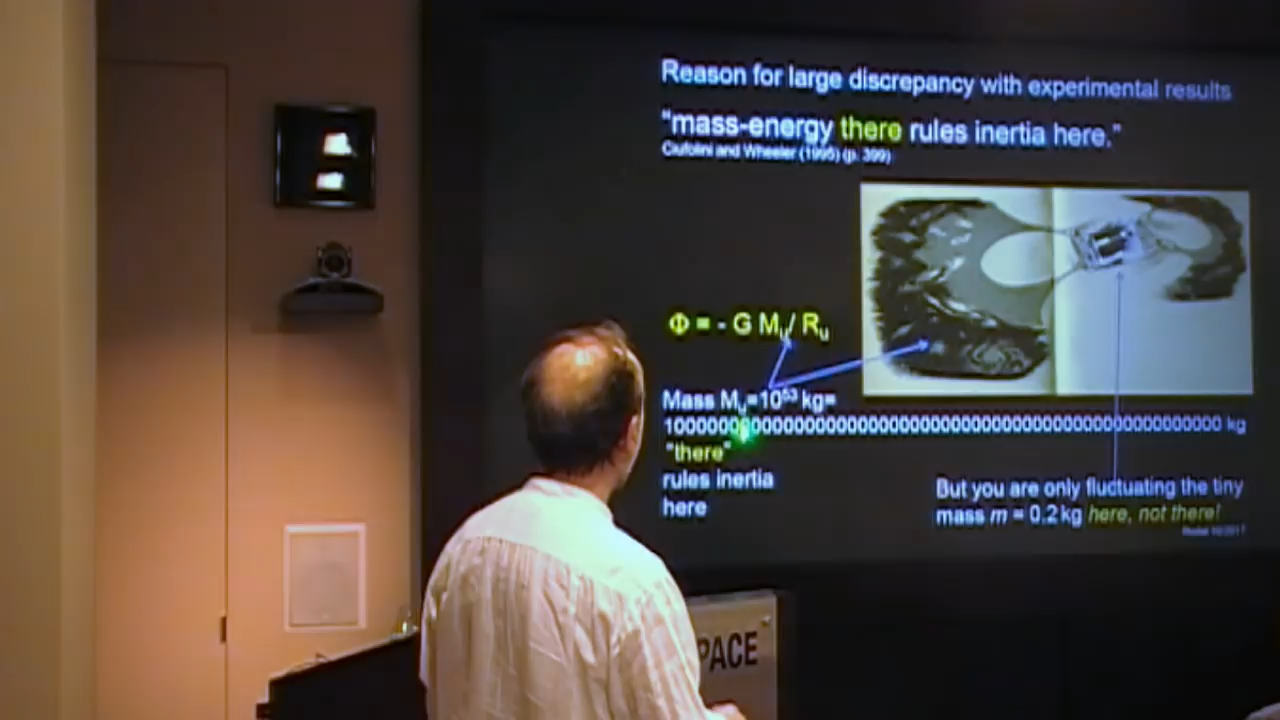 Reason for large discrepancy with experimental results
“mass-energy there rules inertia here.”
Ciufolini and Wheeler (1995) (p. 399)
Φ = - G Mu/ Ru
Mass Mu=10⁵³ kg=
100000000000000000000000000000000000000000000000000000 kg
"there"
rules inertia
here
But you are only fluctuating the tiny
mass m = 0.2 kg here, not there!
PACE